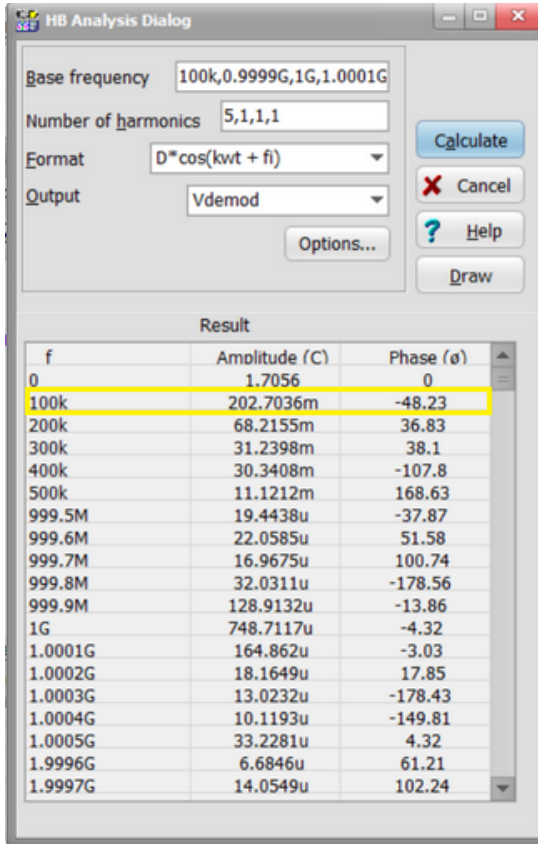 HB Analysis Dialog
Base frequency 100k,0.9999G,1G,1.0001G
Number of harmonics 5,1,1,1
Format D*cos(kwt + fi)
Output Vdemod
Options...
Calculate
Cancel
Help
Draw
Result
f Amplitude (C) Phase (ø)
0 1.7056 0
100k 202.7036m -48.23
200k 68.2155m 36.83
300k 31.2398m 38.1
400k 30.3408m -107.8
500k 11.1212m 168.63
999.5M 19.4438u -37.87
999.6M 22.0585u 51.58
999.7M 16.9675u 100.74
999.8M 32.0311u -178.56
999.9M 128.9132u -13.86
1G 748.7117u -4.32
1.0001G 164.862u -3.03
1.0002G 18.1649u 17.85
1.0003G 13.0232u -178.43
1.0004G 10.1193u -149.81
1.0005G 33.2281u 4.32
1.9996G 6.6846u 61.21
1.9997G 14.0549u 102.24